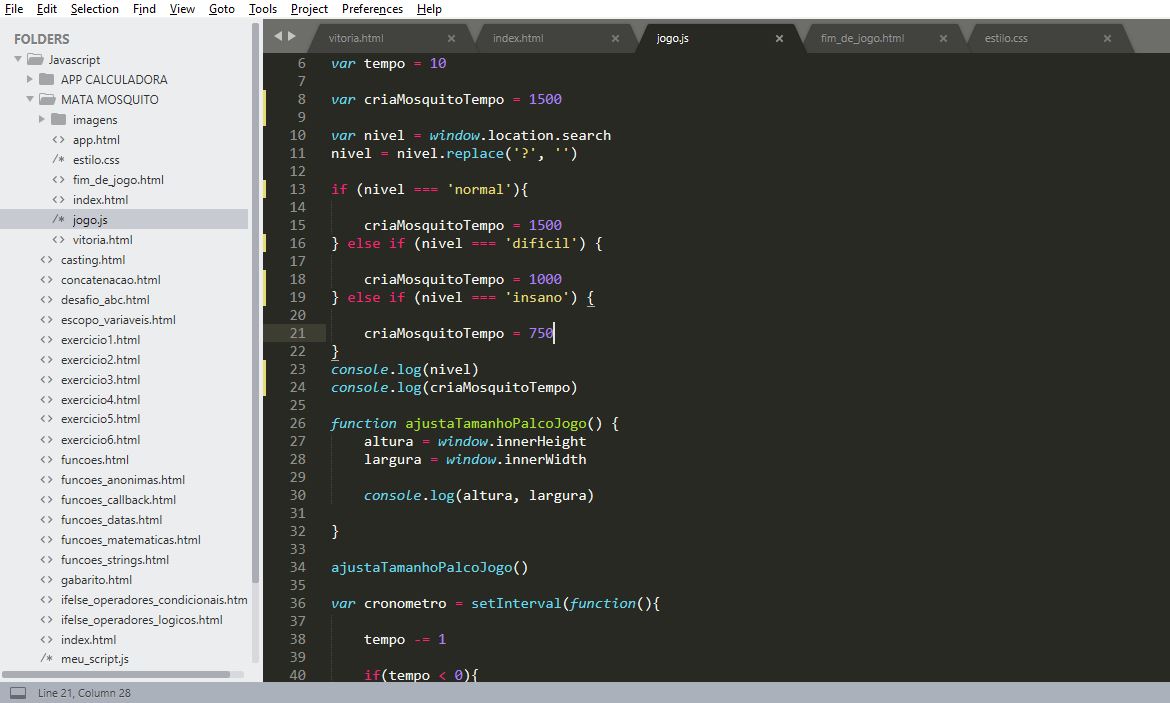 File Edit Selection Find View Goto Tools Project Preferences Help
FOLDERS
Javascript
APP CALCULADORA
MATA MOSQUITO
imagens
app.html
estilo.css
fim_de_jogo.html
index.html
jogo.js
vitoria.html
casting.html
concatenacao.html
desafio_abc.html
escopo_variaveis.html
exercicio1.html
exercicio2.html
exercicio3.html
exercicio4.html
exercicio5.html
exercicio6.html
funcoes.html
funcoes_anonimas.html
funcoes_callback.html
funcoes_datas.html
funcoes_matematicas.html
funcoes_strings.html
gabarito.html
ifelse_operadores_condicionais.htm
ifelse_operadores_logicos.html
index.html
meu_script.js
vitoria.html index.html jogo.js fim_de_jogo.html estilo.css
6 var tempo = 10
7
8 var criaMosquitoTempo = 1500
9
10 var nivel = window.location.search
11 nivel = nivel.replace('?', '')
12
13 if (nivel === 'normal'){
14
15 criaMosquitoTempo = 1500
16 } else if (nivel === 'dificil') {
17
18 criaMosquitoTempo = 1000
19 } else if (nivel === 'insano') {
20
21 criaMosquitoTempo = 750
22 }
23 console.log(nivel)
24 console.log(criaMosquitoTempo)
25
26 function ajustaTamanhoPalcoJogo() {
27 altura = window.innerHeight
28 largura = window.innerWidth
29
30 console.log(altura, largura)
31
32 }
33
34 ajustaTamanhoPalcoJogo()
35
36 var cronometro = setInterval(function(){
37
38 tempo -= 1
39
40 if(tempo < 0){
Line 21, Column 28